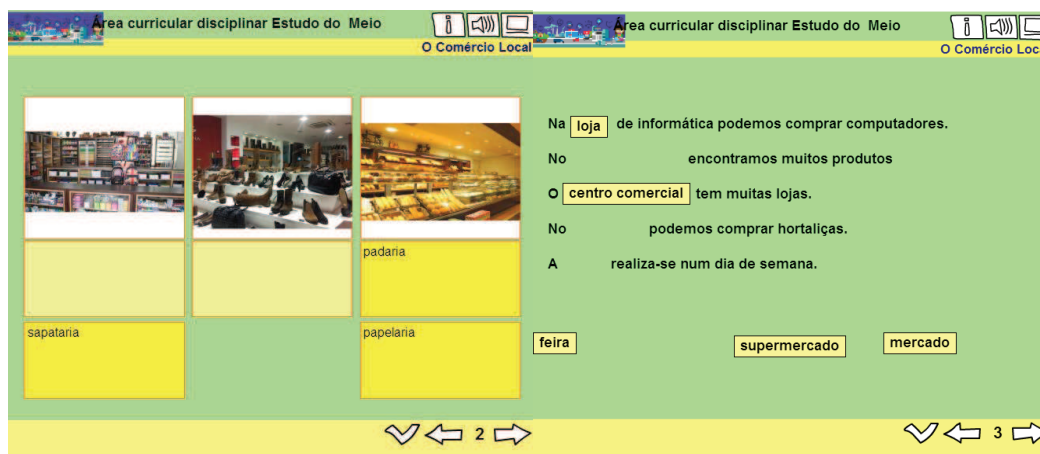 Área curricular disciplinar Estudo do Meio
O Comércio Local
padaria
sapataria
papelaria
2
Área curricular disciplinar Estudo do Meio
O Comércio Loc
Na loja de informática podemos comprar computadores.
No encontramos muitos produtos
O centro comercial tem muitas lojas.
No podemos comprar hortaliças.
A realiza-se num dia de semana.
feira supermercado mercado
3